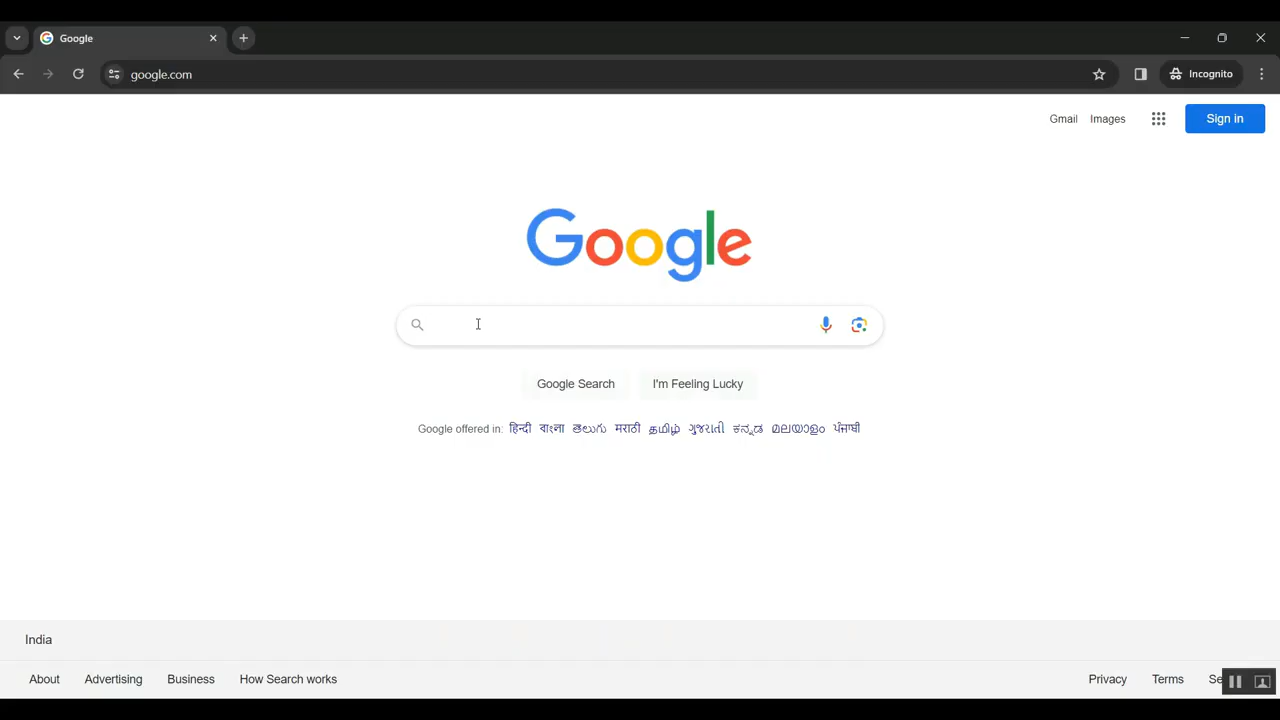 Google
google.com
Incognito
Gmail Images
Sign in
Google
Google Search I'm Feeling Lucky
Google offered in: हिन्दी বাংলা తెలుగు मराठी தமிழ் ગુજરાતી ಕನ್ನಡ മലയാളം ਪੰਜਾਬੀ
India
About Advertising Business How Search works Privacy Terms Se